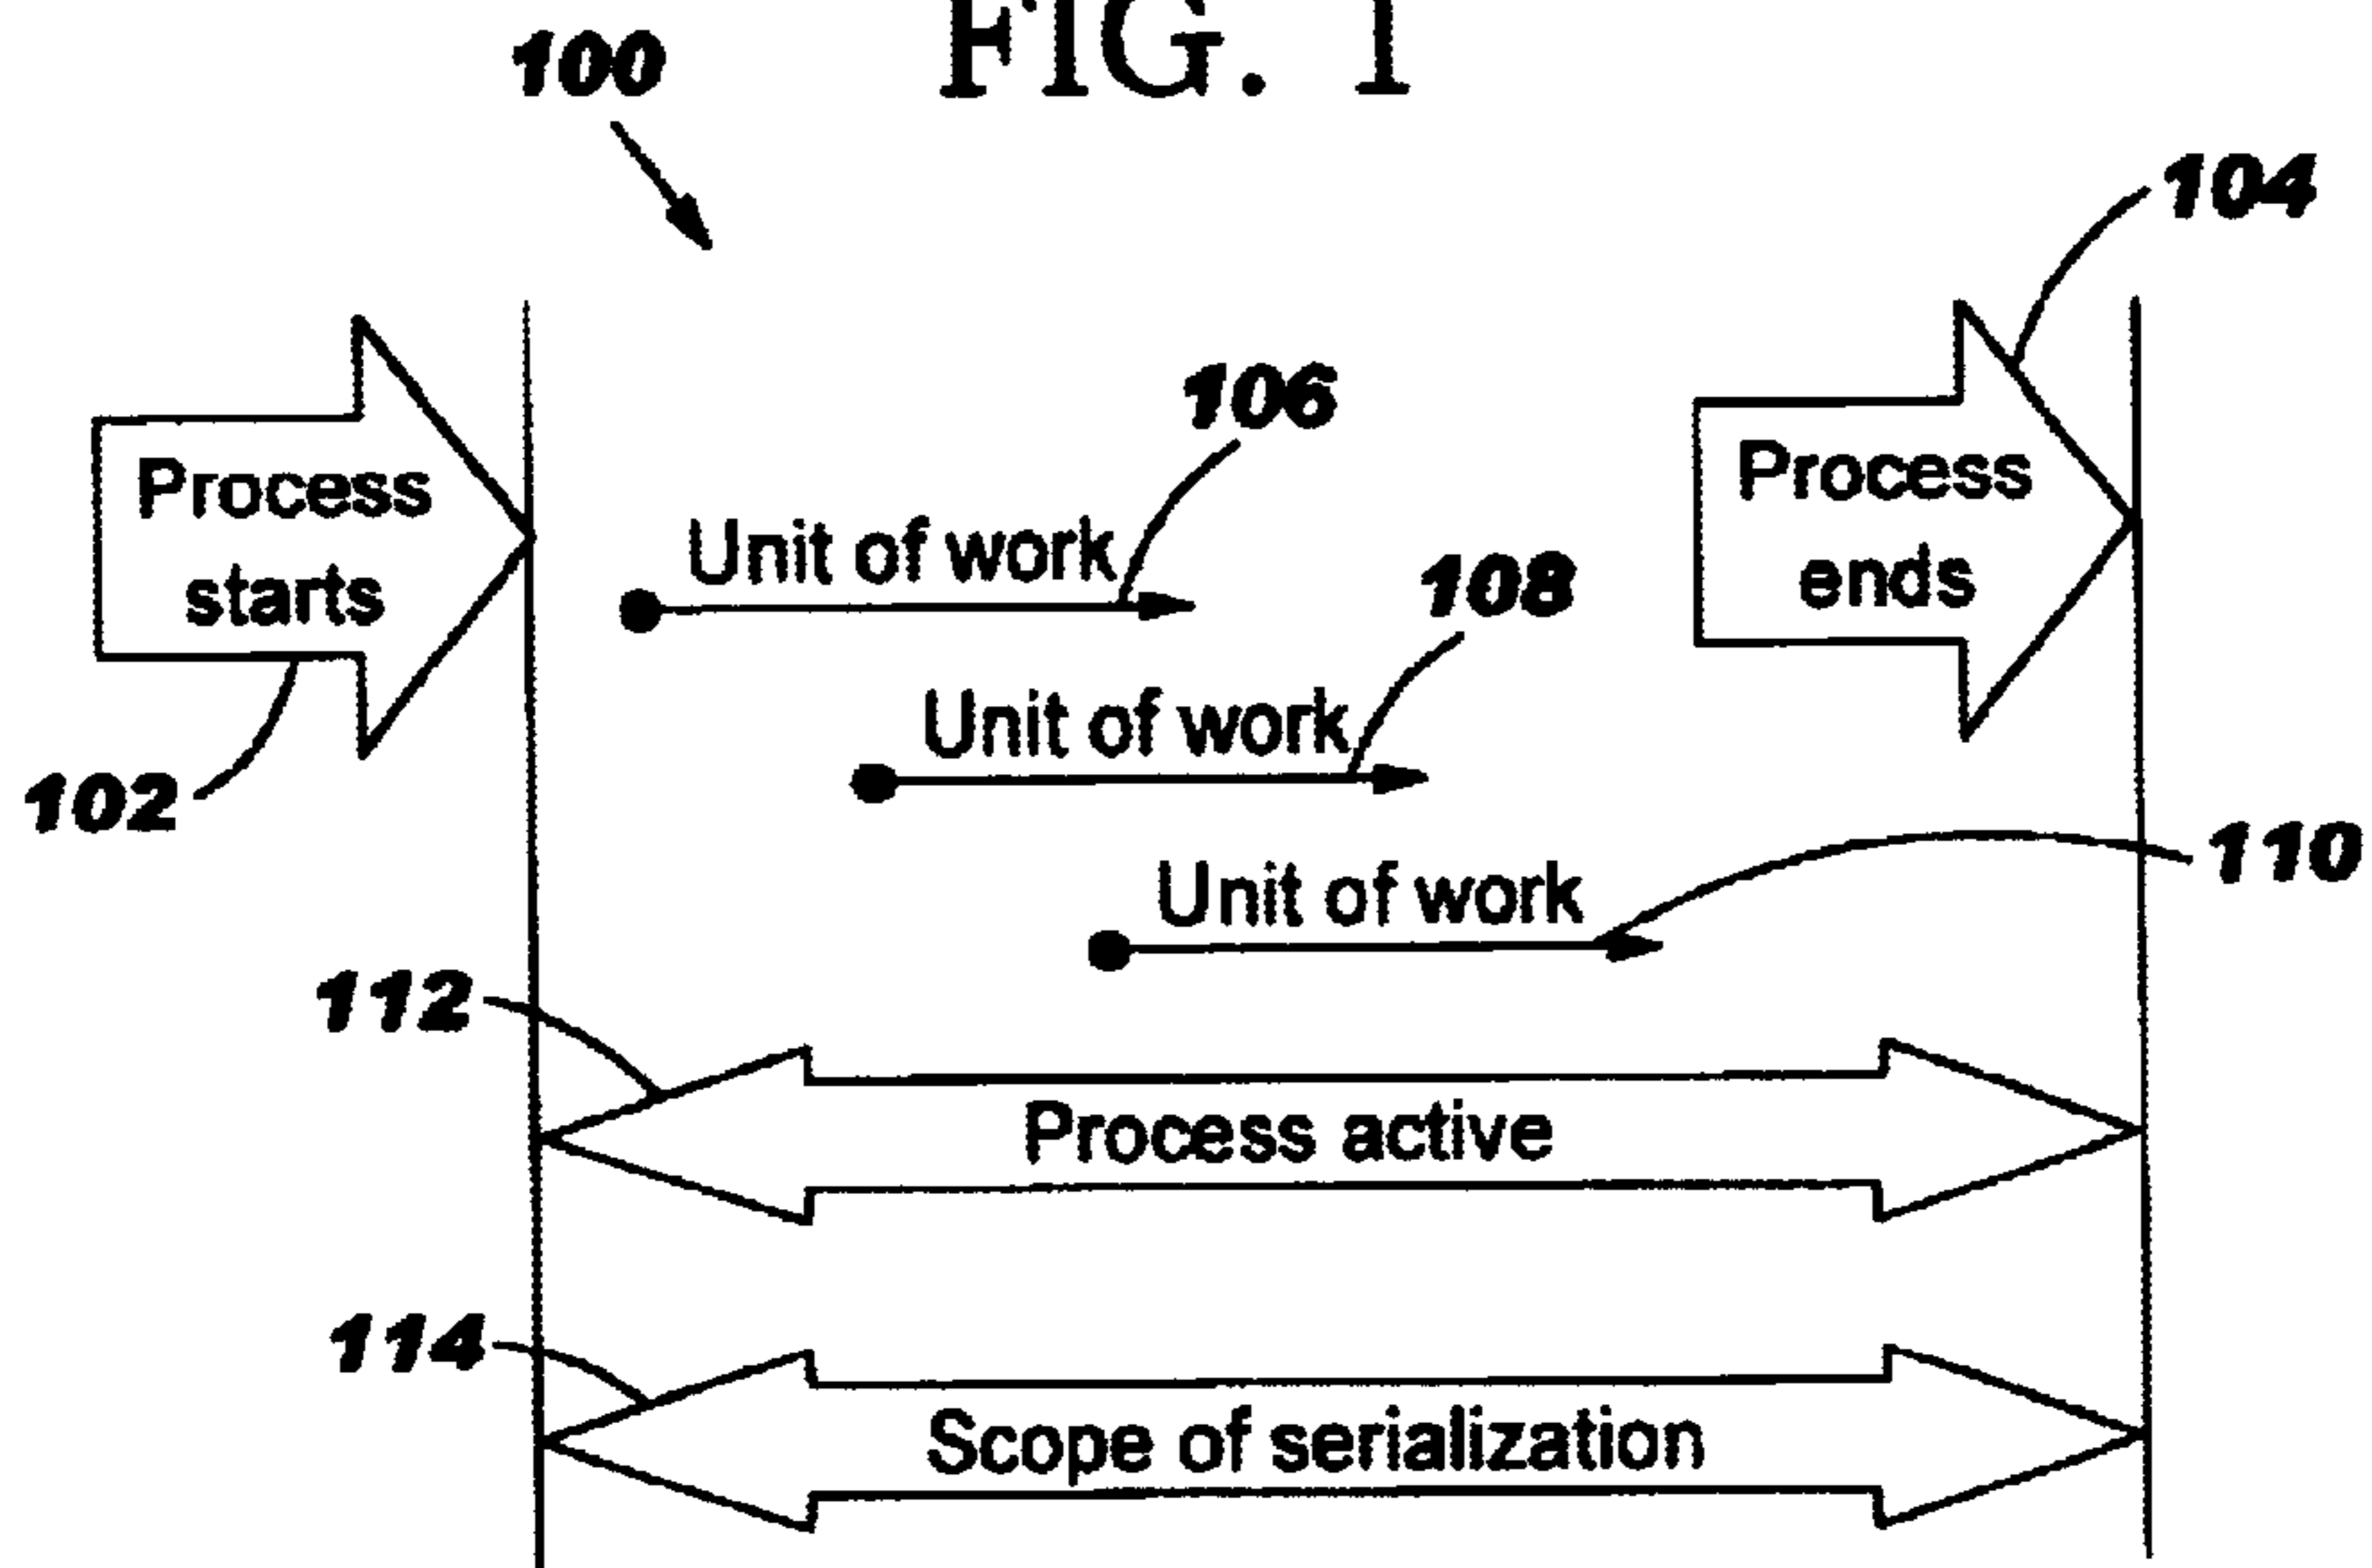 FIG. 1
100
104
106
Process
starts
Process
ends
Unit of work
108
Unit of work
102
110
Unit of work
112
Process active
114
Scope of serialization